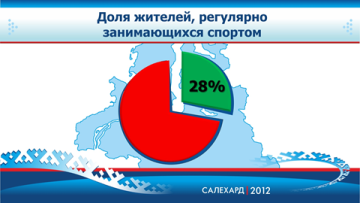 Доля жителей, регулярно
занимающихся спортом
28%
САЛЕХАРД | 2012